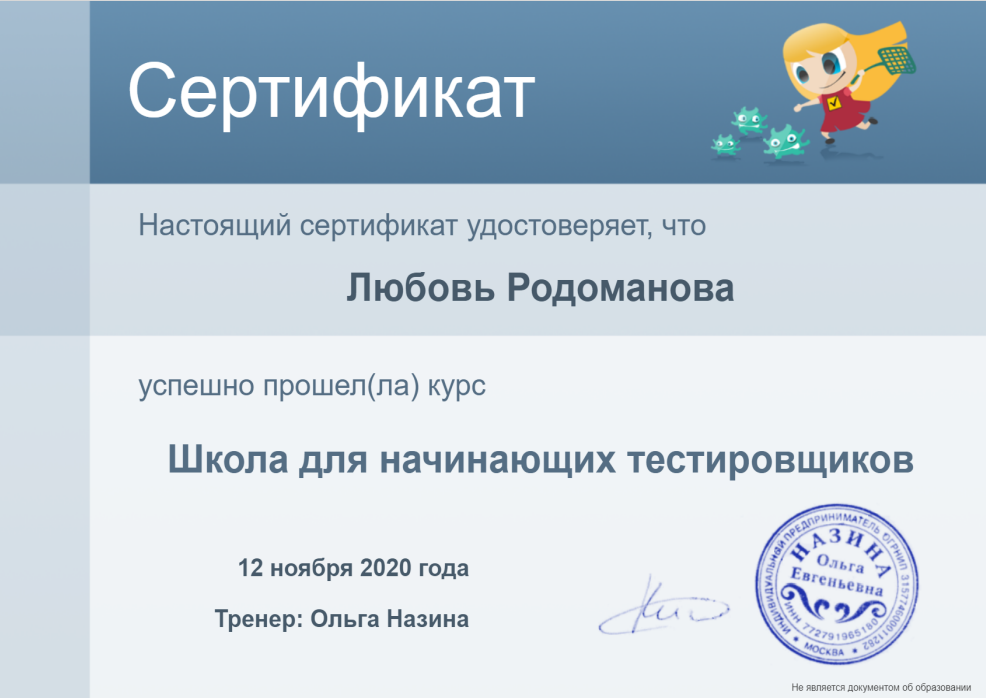 Сертификат
Настоящий сертификат удостоверяет, что
Любовь Родоманова
успешно прошел(ла) курс
Школа для начинающих тестировщиков
12 ноября 2020 года
Тренер: Ольга Назина
ИНДИВИДУАЛЬНЫЙ ПРЕДПРИНИМАТЕЛЬ ОГРНИП
НАЗИНА
Ольга
Евгеньевна
ИНН 772791965180
МОСКВА
Не является документом об образовании